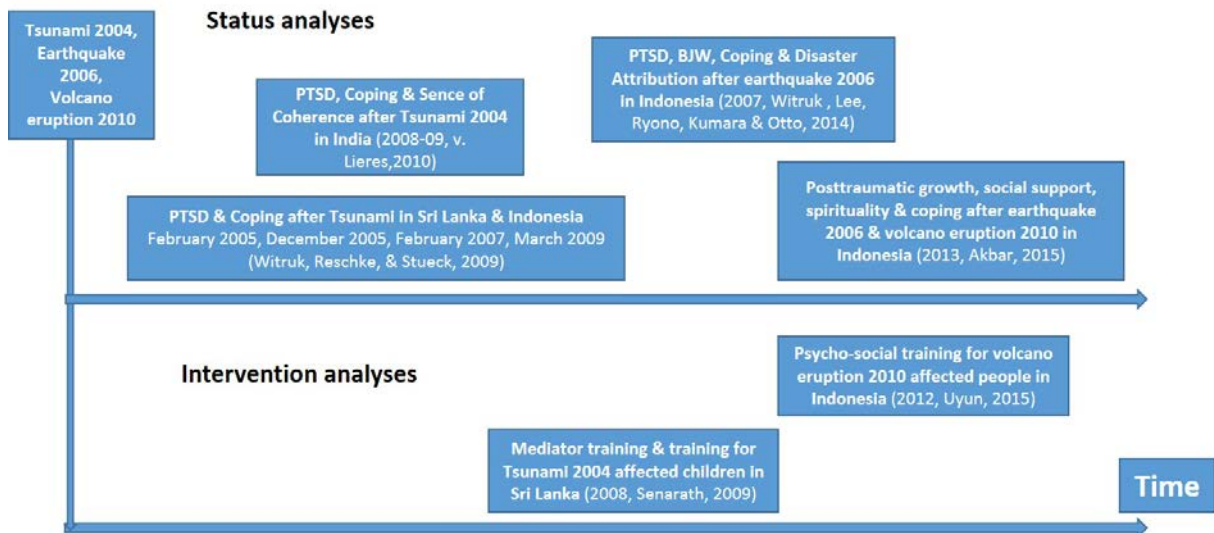 Status analyses
Tsunami 2004,
Earthquake
2006,
Volcano
eruption 2010
PTSD, Coping & Sence of
Coherence after Tsunami 2004
in India (2008-09, v.
Lieres,2010)
PTSD, BJW, Coping & Disaster
Attribution after earthquake 2006
in Indonesia (2007, Witruk , Lee,
Ryono, Kumara & Otto, 2014)
PTSD & Coping after Tsunami in Sri Lanka & Indonesia
February 2005, December 2005, February 2007, March 2009
(Witruk, Reschke, & Stueck, 2009)
Posttraumatic growth, social support,
spirituality & coping after earthquake
2006 & volcano eruption 2010 in
Indonesia (2013, Akbar, 2015)
Intervention analyses
Psycho-social training for volcano
eruption 2010 affected people in
Indonesia (2012, Uyun, 2015)
Mediator training & training for
Tsunami 2004 affected children in
Sri Lanka (2008, Senarath, 2009)
Time